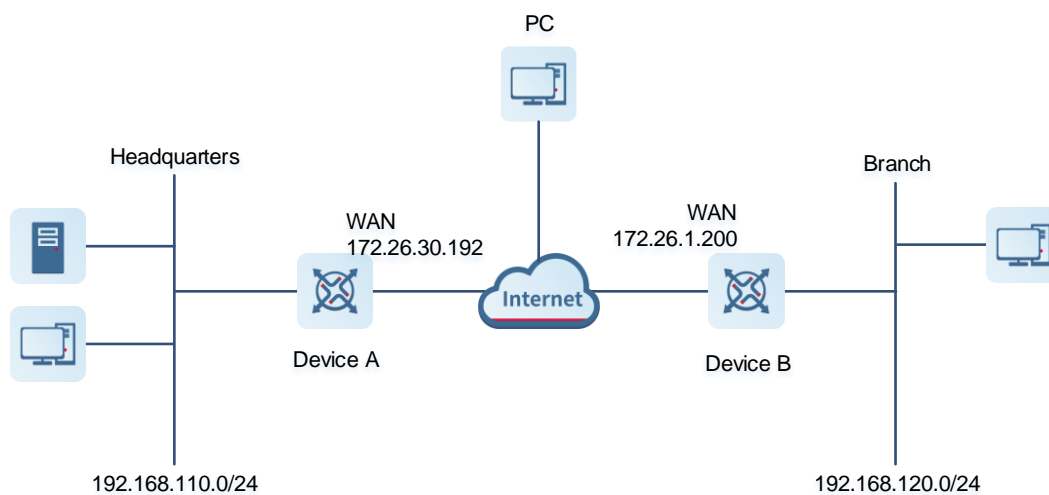 PC
Headquarters
Branch
WAN
172.26.30.192
WAN
172.26.1.200
Internet
Device A
Device B
192.168.110.0/24
192.168.120.0/24